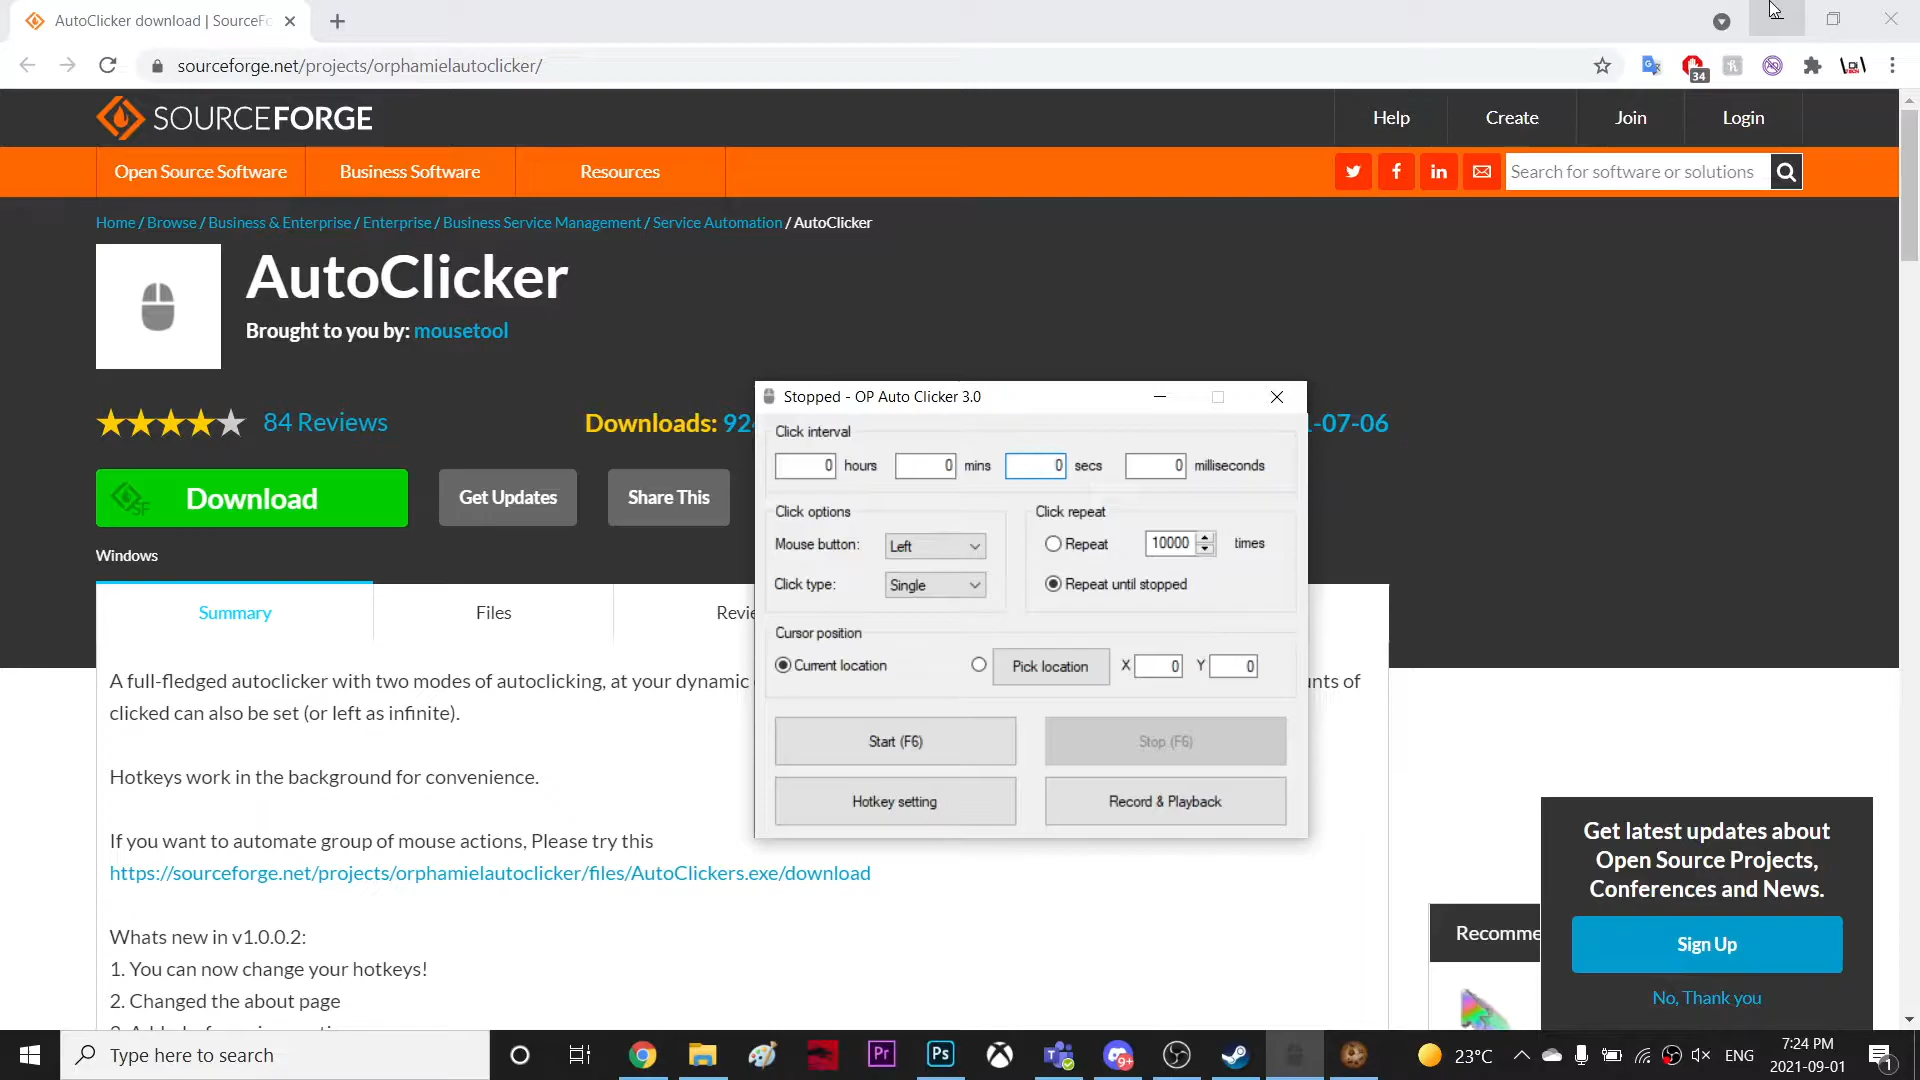 AutoClicker download | SourceFo
sourceforge.net/projects/orphamielautoclicker/
34
SOURCEFORGE
Help
Create
Join
Login
Open Source Software
Business Software
Resources
Search for software or solutions
Home / Browse / Business & Enterprise / Enterprise / Business Service Management / Service Automation / AutoClicker
AutoClicker
Brought to you by: mousetool
84 Reviews
Downloads: 924
1-07-06
SF
Download
Get Updates
Share This
Windows
Summary
Files
Revie
A full-fledged autoclicker with two modes of autoclicking, at your dynamic
unts of
clicked can also be set (or left as infinite).
Hotkeys work in the background for convenience.
If you want to automate group of mouse actions, Please try this
https://sourceforge.net/projects/orphamielautoclicker/files/AutoClickers.exe/download
Whats new in v1.0.0.2:
1. You can now change your hotkeys!
2. Changed the about page
Stopped - OP Auto Clicker 3.0
Click interval
0 hours 0 mins 0 secs 0 milliseconds
Click options
Mouse button: Left
Click type: Single
Click repeat
Repeat 10000 times
Repeat until stopped
Cursor position
Current location
Pick location X 0 Y 0
Start (F6)
Stop (F6)
Hotkey setting
Record & Playback
Recomme
Get latest updates about
Open Source Projects,
Conferences and News.
Sign Up
No, Thank you
Type here to search
Pr
Ps
9+
23°C
ENG
7:24 PM
2021-09-01
1